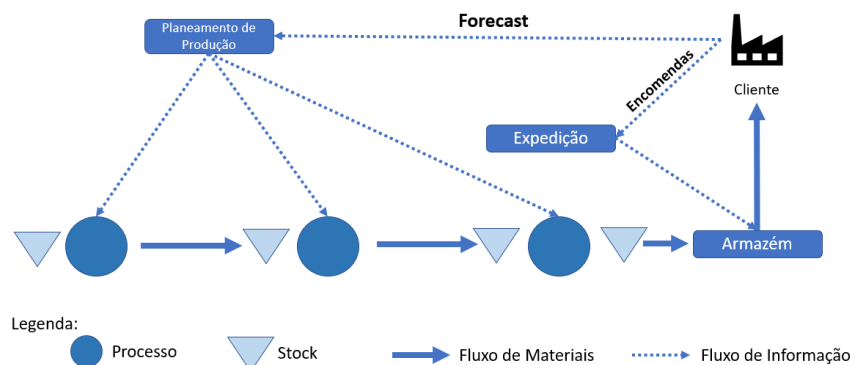 Forecast
Planeamento de
Produção
Encomendas
Cliente
Expedição
Armazém
Legenda:
Processo
Stock
Fluxo de Materiais
Fluxo de Informação